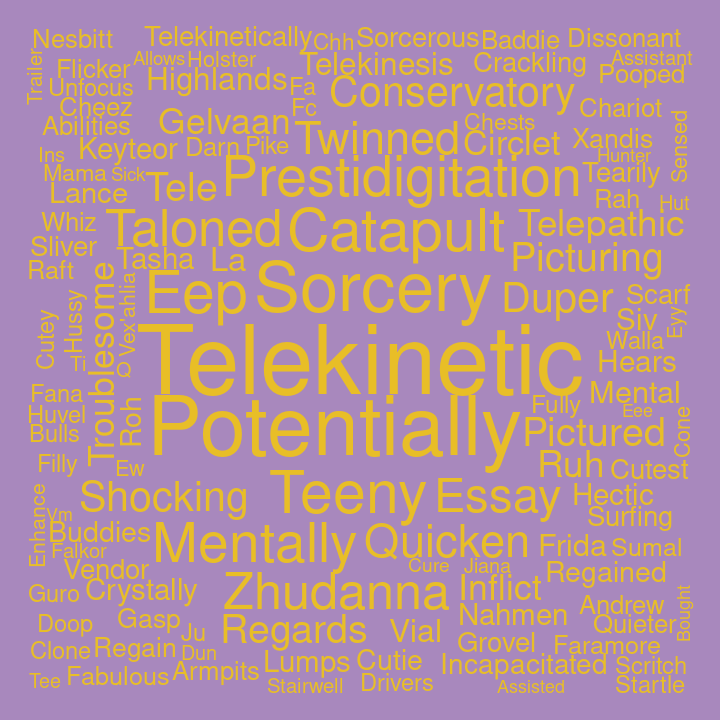 Nesbitt
Telekinetically
Chh
Sorcerous
Baddie
Dissonant
Trailer
Flicker
Allows
Holster
Telekinesis
Crackling
Assistant
Pooped
Unfocus
Highlands
Fa
Conservatory
Cheez
Fc
Chariot
Abilities
Gelvaan
Chests
Sensed
Ins
Keyteor
Darn
Pike
Twinned
Circlet
Xandis
Hunter
Mama
Sick
Tele
Prestidigitation
Tearily
Lance
Rah
Hut
Whiz
Taloned
Catapult
Telepathic
Sliver
Raft
Tasha
La
Picturing
Eep
Sorcery
Duper
Scarf
Troublesome
O Vex'ahlia
Hussy
Cutey
Siv
Eyy
Walla
Ti
Telekinetic
Hears
Fana
Mental
Huvel
Roh
Potentially
Fully
Eee
Bulls
Pictured
Cone
Filly
Ew
Ruh
Cutest
Shocking
Teeny
Essay
Hectic
Enhance
Vm
Surfing
Buddies
Mentally
Quicken
Frida
Sumal
Falkor
Vendor
Cure
Jiana
Regained
Guro
Crystally
Zhudanna
Inflict
Andrew
Bought
Doop
Gasp
Ju
Regards
Vial
Nahmen
Quieter
Clone
Regain
Dun
Grovel
Faramore
Lumps
Cutie
Incapacitated
Scritch
Tee
Fabulous
Armpits
Stairwell
Drivers
Assisted
Startle